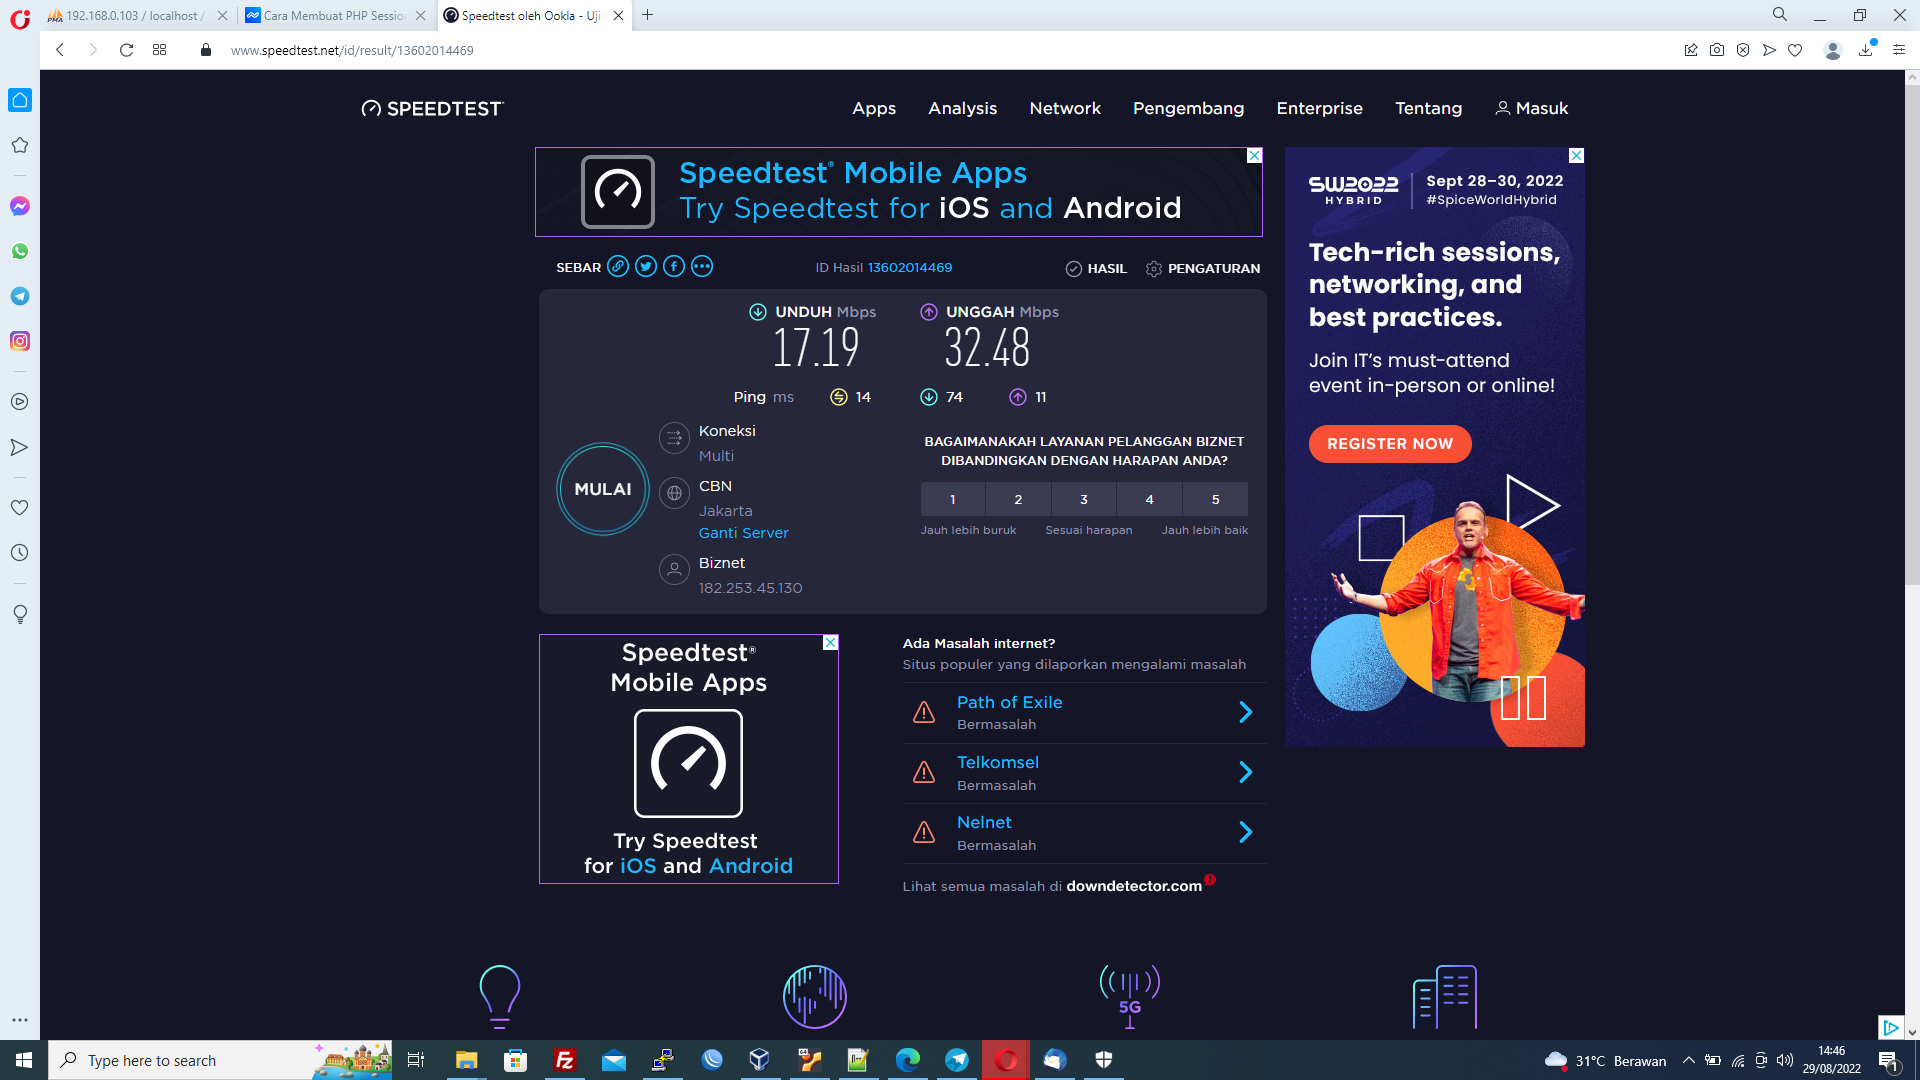 192.168.0.103 / localhost /
Cara Membuat PHP Sessio
Speedtest oleh Ookla - Uji
www.speedtest.net/id/result/13602014469
SPEEDTEST
Apps
Analysis
Network
Pengembang
Enterprise
Tentang
Masuk
Speedtest® Mobile Apps
Try Speedtest for iOS and Android
SEBAR
ID Hasil 13602014469
HASIL
PENGATURAN
UNDUH Mbps
17.19
UNGGAH Mbps
32.48
Ping ms
14
74
11
MULAI
Koneksi
Multi
CBN
Jakarta
Ganti Server
Biznet
182.253.45.130
BAGAIMANAKAH LAYANAN PELANGGAN BIZNET
DIBANDINGKAN DENGAN HARAPAN ANDA?
1 2 3 4 5
Jauh lebih buruk
Sesuai harapan
Jauh lebih baik
SW2022
HYBRID
Sept 28–30, 2022
#SpiceWorldHybrid
Tech-rich sessions,
networking, and
best practices.
Join IT's must-attend
event in-person or online!
REGISTER NOW
Speedtest®
Mobile Apps
Try Speedtest
for iOS and Android
Ada Masalah internet?
Situs populer yang dilaporkan mengalami masalah
Path of Exile
Bermasalah
Telkomsel
Bermasalah
Nelnet
Bermasalah
Lihat semua masalah di downdetector.com
5G
Type here to search
31°C Berawan
14:46
29/08/2022
1